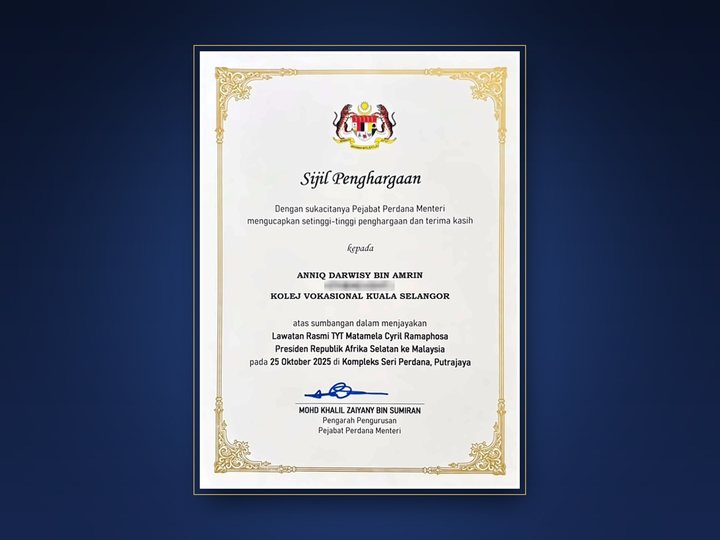 Sijil Penghargaan
Dengan sukacitanya Pejabat Perdana Menteri
mengucapkan setinggi-tinggi penghargaan dan terima kasih
kepada
ANNIQ DARWISY BIN AMRIN
KOLEJ VOKASIONAL KUALA SELANGOR
atas sumbangan dalam menjayakan
Lawatan Rasmi TYT Matamela Cyril Ramaphosa
Presiden Republik Afrika Selatan ke Malaysia
pada 25 Oktober 2025 di Kompleks Seri Perdana, Putrajaya
MOHD KHALIL ZAIYANY BIN SUMIRAN
Pengarah Pengurusan
Pejabat Perdana Menteri